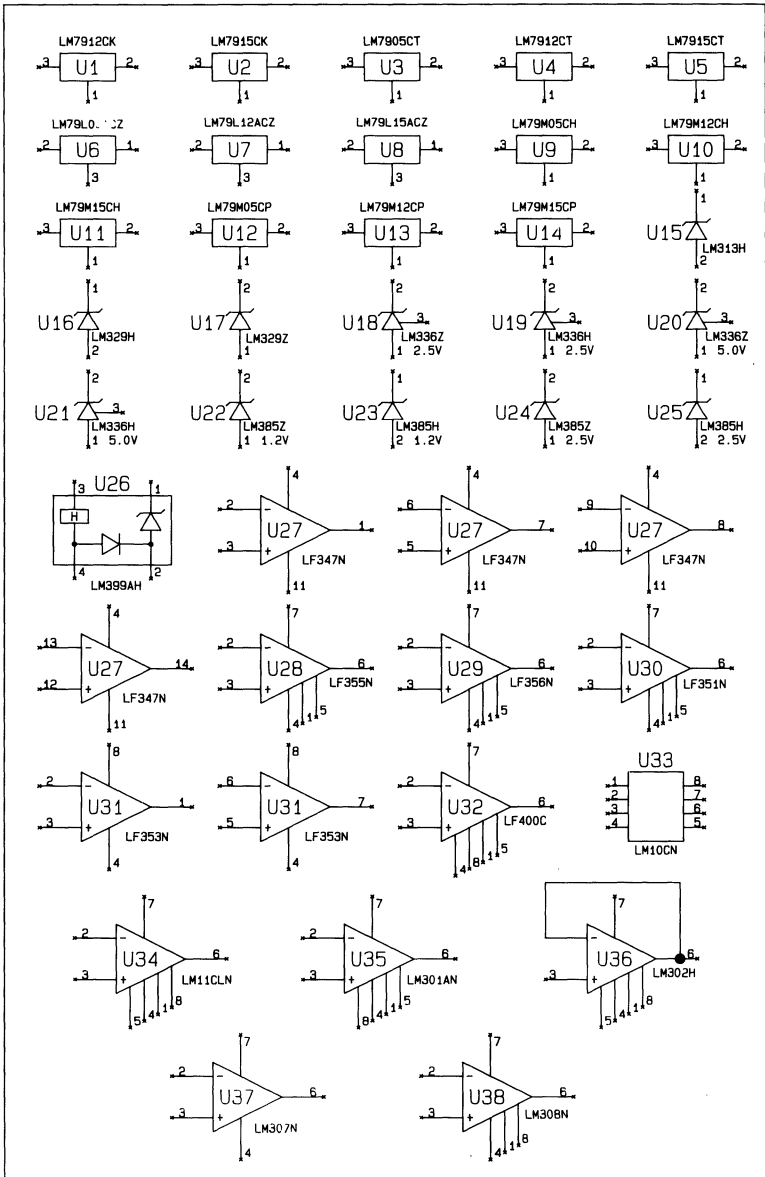 LM7912CK LM7915CK LM7905CT LM7912CT LM7915CT
3 U1 2 3 U2 2 3 U3 2 3 U4 2 3 U5 2
1 1 1 1 1
LM79L12ACZ LM79L15ACZ LM79M05CH LM79M12CH
2 U6 1 2 U7 1 2 U8 1 3 U9 2 3 U10 2
3 3 3 1 1
LM79M15CH LM79M05CP LM79M12CP LM79M15CP 1
3 U11 2 3 U12 2 3 U13 2 3 U14 2 U15
LM313H
1 1 1 1 2
1 2 2 2 2
U16 U17 U18 3 U19 3 U20 3
LM329H LM329Z LM336Z LM336H LM336Z
2 1 1 2.5V 1 2.5V 1 5.0V
2 2 1 2 1
U21 3 U22 U23 U24 U25
LM336H LM385Z LM385H LM385Z LM385H
1 5.0V 1 1.2V 2 1.2V 1 2.5V 2 2.5V
U26
3 1 4 4 4
H 2 - U27 1 6 - U27 7 9 - U27 8
3 + 5 + 10 +
4 2 LF347N LF347N LF347N
LM399AH 11 11 11
4 7 7 7
13 - 2 - 2 - 2 -
U27 14 U28 6 U29 6 U30 6
12 + 3 + 3 + 3 +
LF347N LF355N LF356N LF351N
11 4 1 5 4 1 5 4 1 5
8 8 7 U33
2 - 6 - 2 - 1 8
U31 1 U31 7 U32 6 2 7
3 + 5 + 3 + 3 6
LF353N LF353N LF400C 4 5
4 4 4 8 1 5 LM10CN
7 7 7
2 - 2 - -
U34 6 U35 6 U36 6
3 + 3 + 3 +
LM11CLN LM301AN LM302H
5 4 1 8 8 4 1 5 5 4 1 8
7 7
2 - 2 -
U37 6 U38 6
3 + 3 +
LM307N LM308N
4 4 1 8